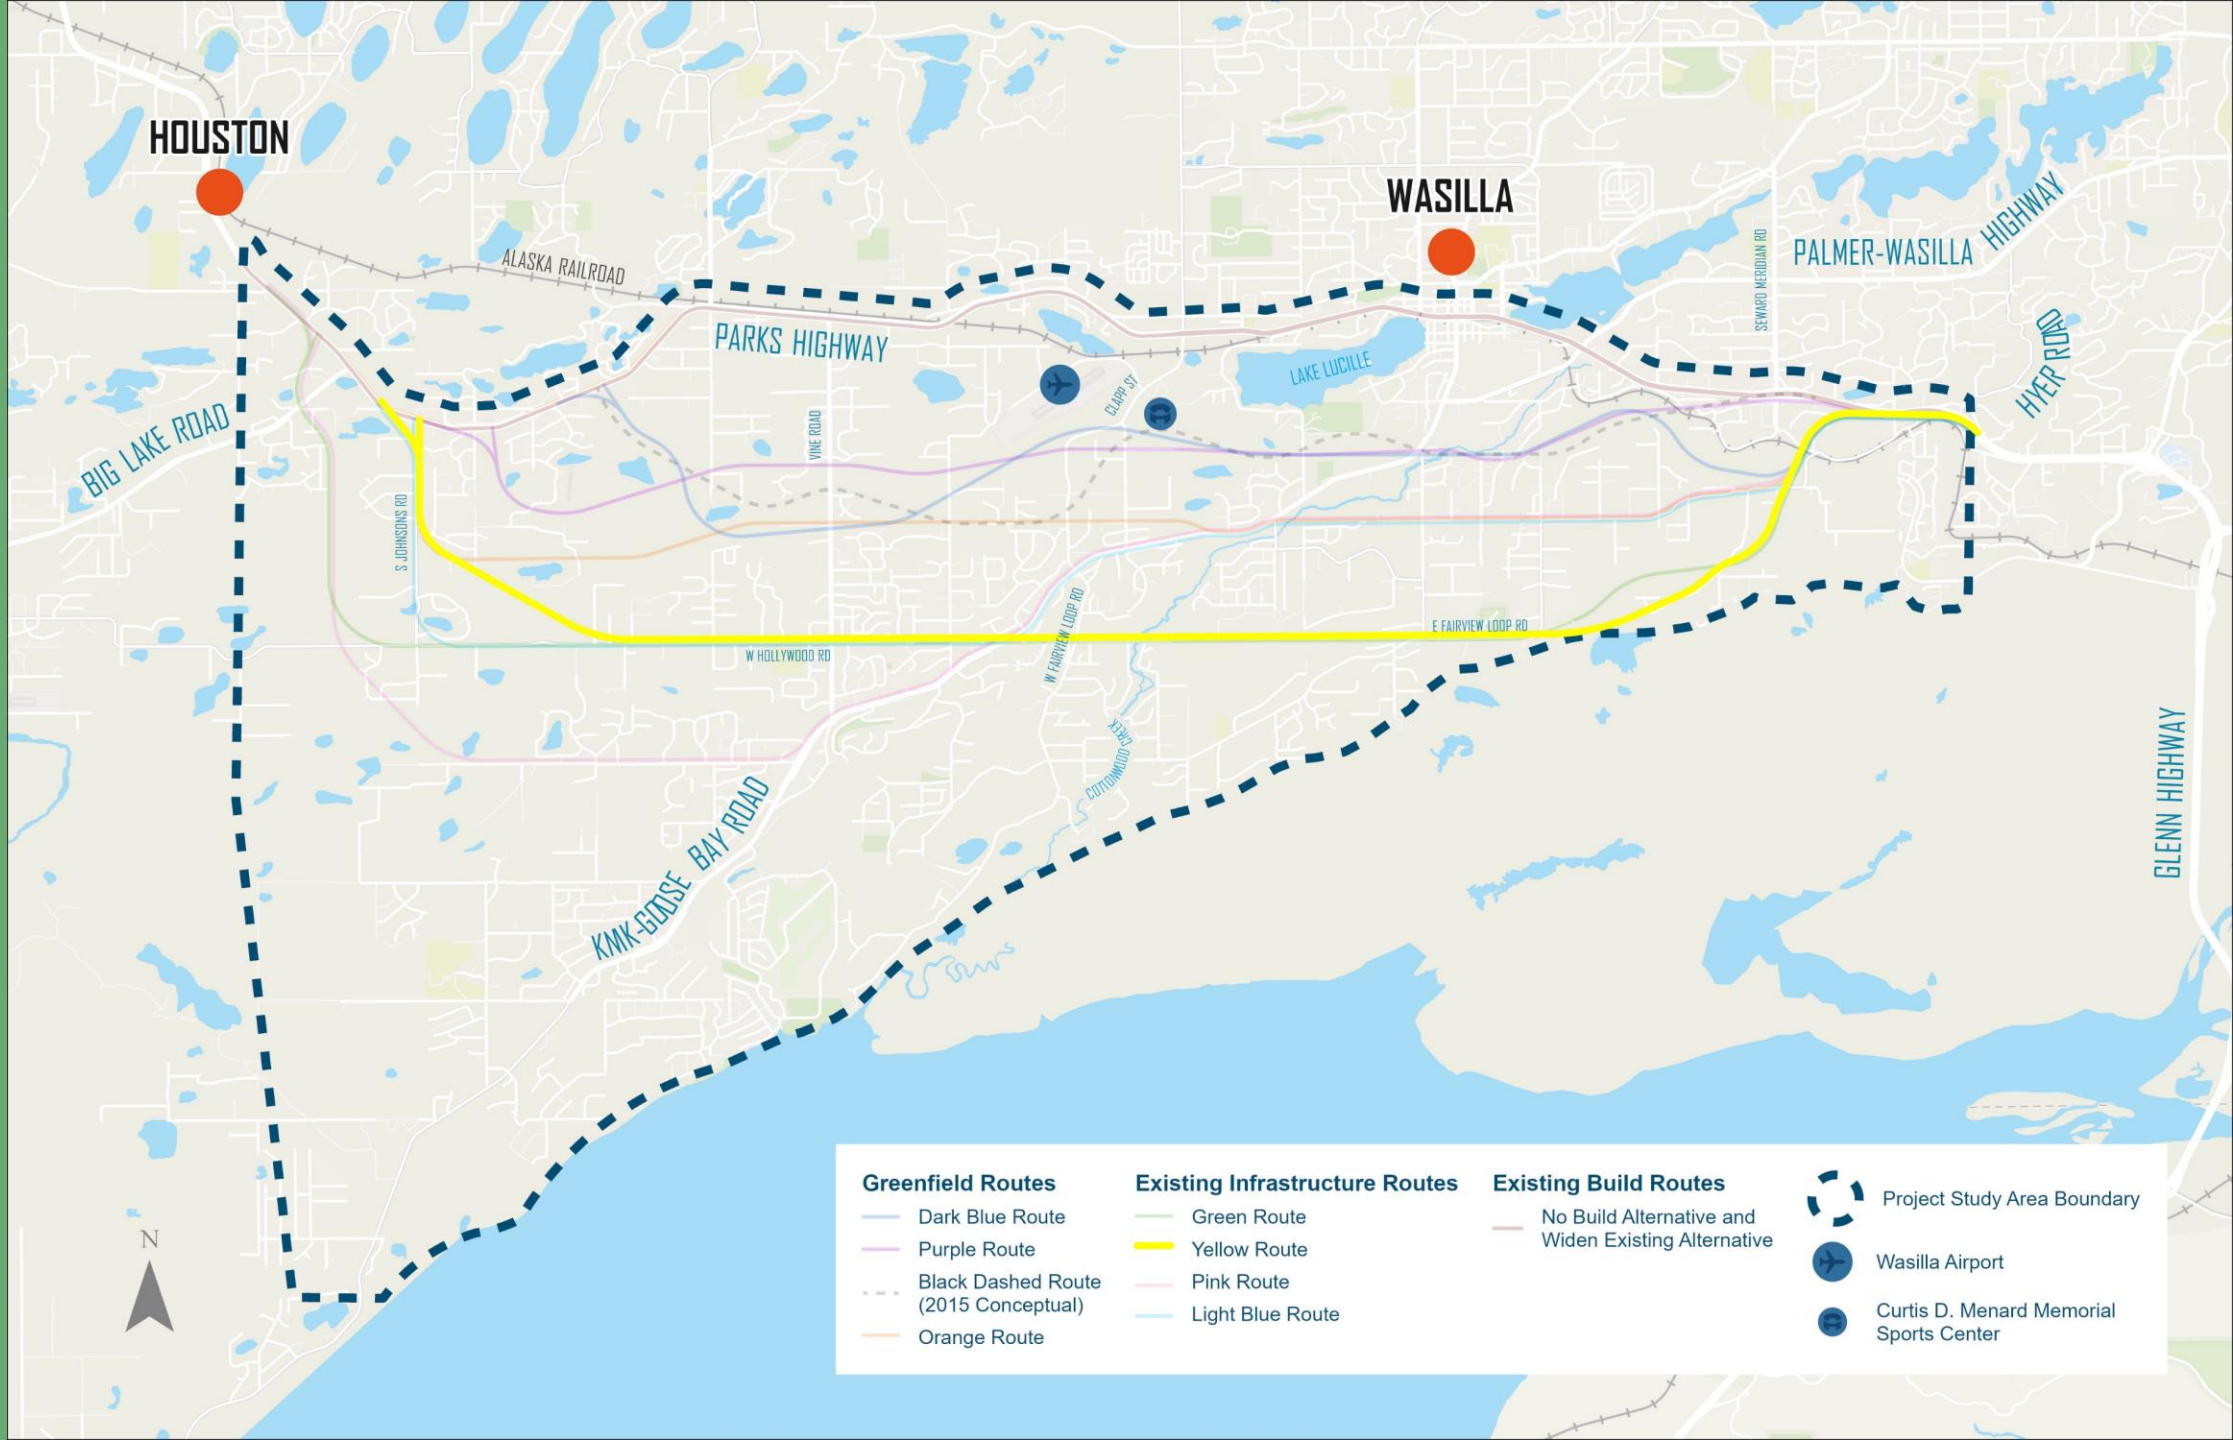 HOUSTON
WASILLA
PALMER-WASILLA HIGHWAY
SEWARD MERIDIAN RD
ALASKA RAILROAD
PARKS HIGHWAY
HYER ROAD
LAKE LUCILLE
CLAPP ST
BIG LAKE ROAD
VINE ROAD
S JOHNSONS RD
W FAIRVIEW LOOP RD
E FAIRVIEW LOOP RD
W HOLLYWOOD RD
COTTONWOOD CREEK
GLENN HIGHWAY
KMK-GOOSE BAY ROAD
N
Greenfield Routes
Dark Blue Route
Purple Route
Black Dashed Route
(2015 Conceptual)
Orange Route
Existing Infrastructure Routes
Green Route
Yellow Route
Pink Route
Light Blue Route
Existing Build Routes
No Build Alternative and
Widen Existing Alternative
Project Study Area Boundary
Wasilla Airport
Curtis D. Menard Memorial
Sports Center